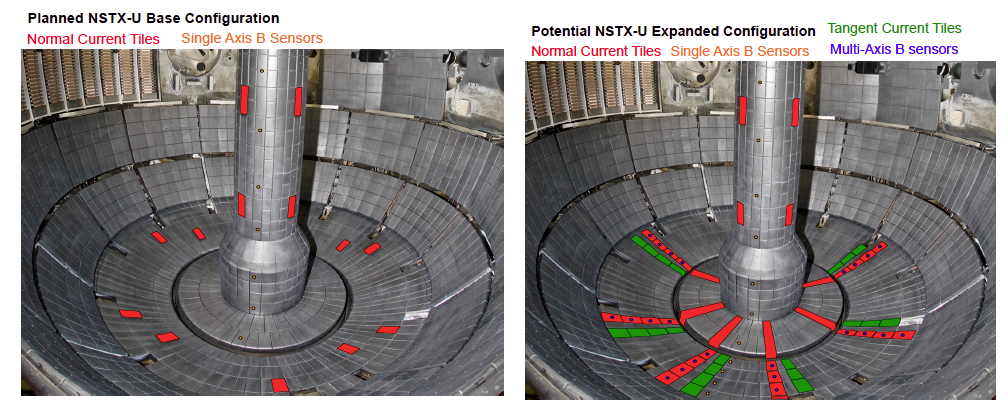 Planned NSTX-U Base Configuration
Normal Current Tiles Single Axis B Sensors
Potential NSTX-U Expanded Configuration Tangent Current Tiles
Normal Current Tiles Single Axis B Sensors Multi-Axis B sensors